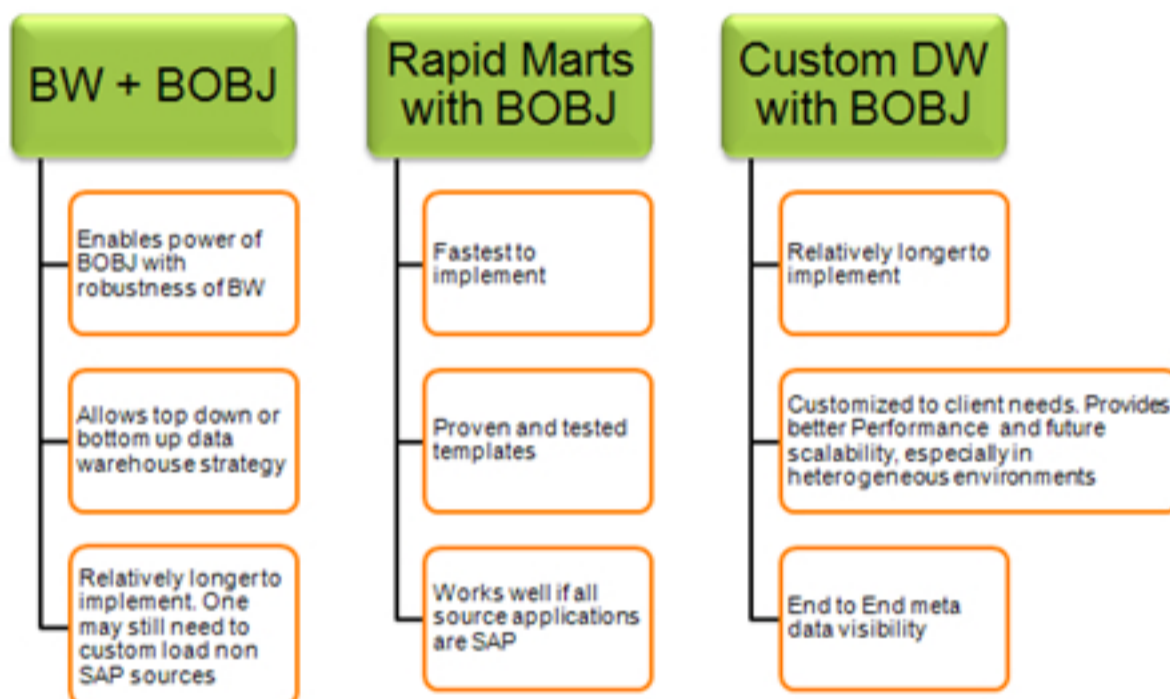 BW + BOBJ
Enables power of
BOBJ with
robustness of BW
Allows top down or
bottom up data
warehouse strategy
Relatively longer to
implement. One
may still need to
custom load non
SAP sources
Rapid Marts
with BOBJ
Fastest to
implement
Proven and tested
templates
Works well if all
source applications
are SAP
Custom DW
with BOBJ
Relatively longer to
implement
Customized to client needs. Provides
better Performance and future
scalability, especially in
heterogeneous environments
End to End meta
data visibility